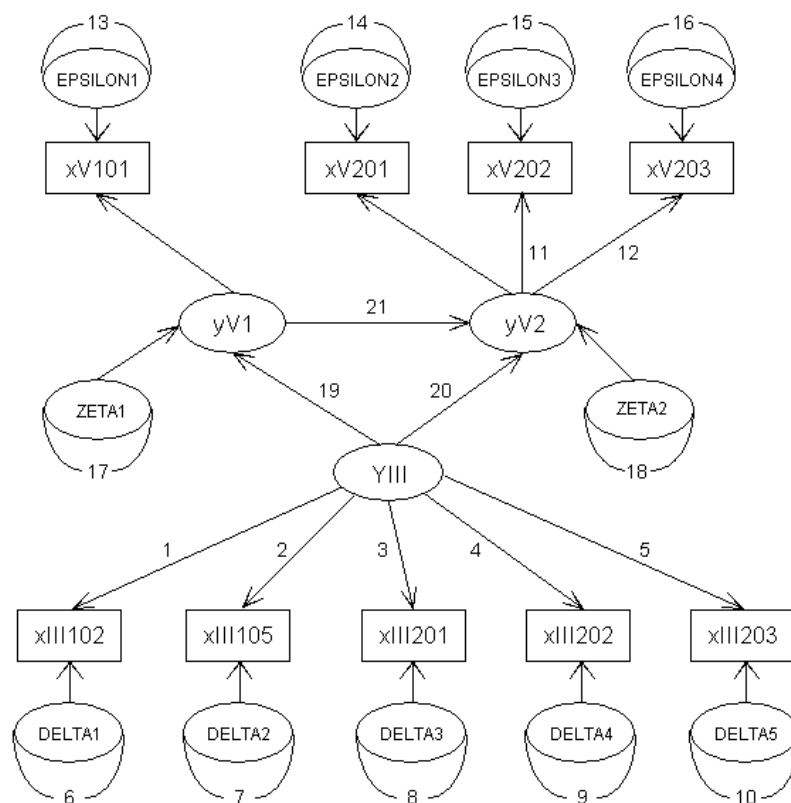 13 14 15 16
EPSILON1 EPSILON2 EPSILON3 EPSILON4
xV101 xV201 xV202 xV203
11 12
yV1 21 yV2
19 20
ZETA1 ZETA2
17 18
YIII
1 2 3 4 5
xIII102 xIII105 xIII201 xIII202 xIII203
DELTA1 DELTA2 DELTA3 DELTA4 DELTA5
6 7 8 9 10